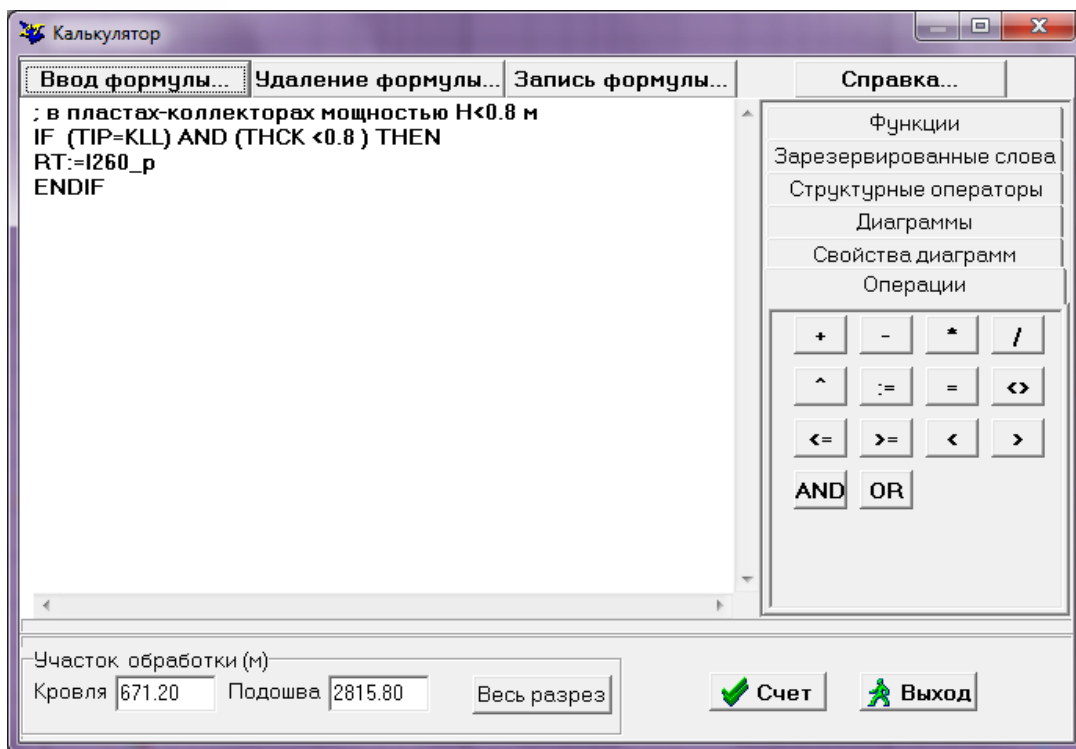 Калькулятор
Ввод формулы... Удаление формулы... Запись формулы... Справка...
; в пластах-коллекторах мощностью H<0.8 м
IF (TIP=KLL) AND (THCK <0.8 ) THEN
RT:=I260_p
ENDIF
Функции
Зарезервированные слова
Структурные операторы
Диаграммы
Свойства диаграмм
Операции
+ - * /
^ := = <>
<= >= < >
AND OR
Участок обработки (м)
Кровля 671.20 Подошва 2815.80 Весь разрез Счет Выход